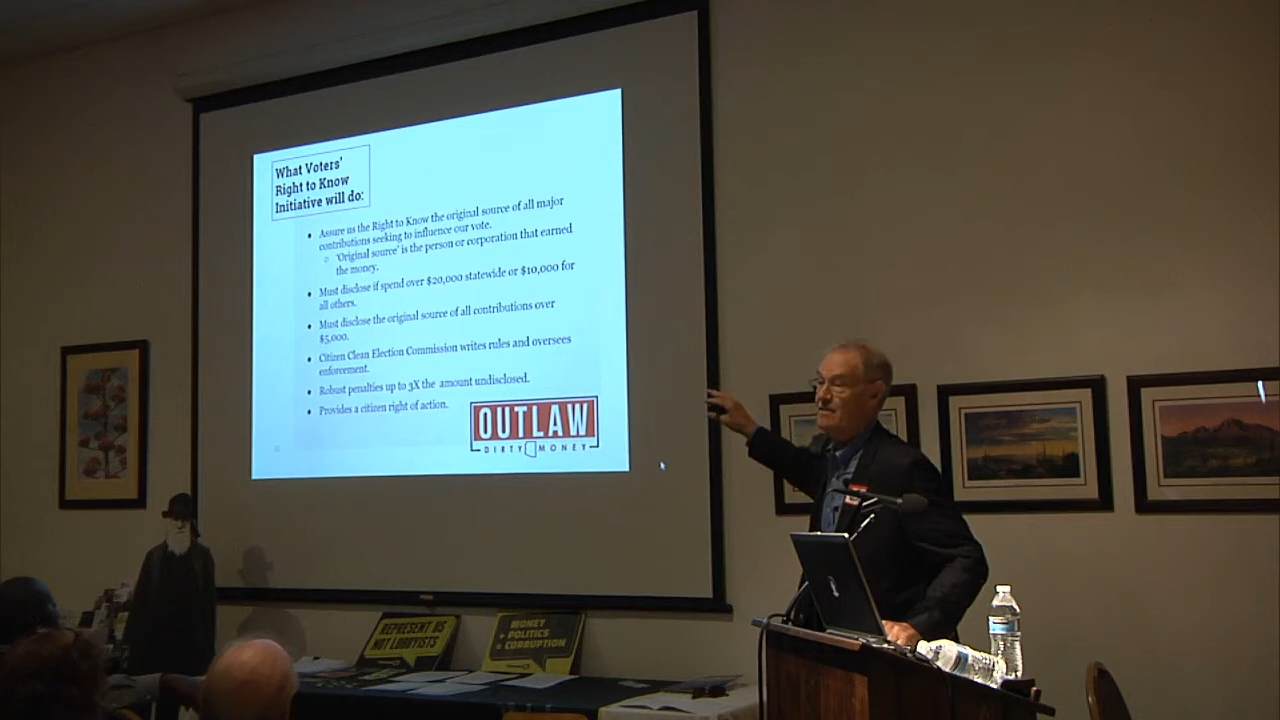 What Voters'
Right to Know
Initiative will do:
Assure us the Right to Know the original source of all major
contributions seeking to influence our vote.
'Original source' is the person or corporation that earned
the money.
Must disclose if spend over $20,000 statewide or $10,000 for
all others.
Must disclose the original source of all contributions over
$5,000.
Citizen Clean Election Commission writes rules and oversees
enforcement.
Robust penalties up to 3X the amount undisclosed.
Provides a citizen right of action.
OUTLAW
DIRTY MONEY
REPRESENT US
NOT LOBBYISTS
MONEY
+ POLITICS
= CORRUPTION